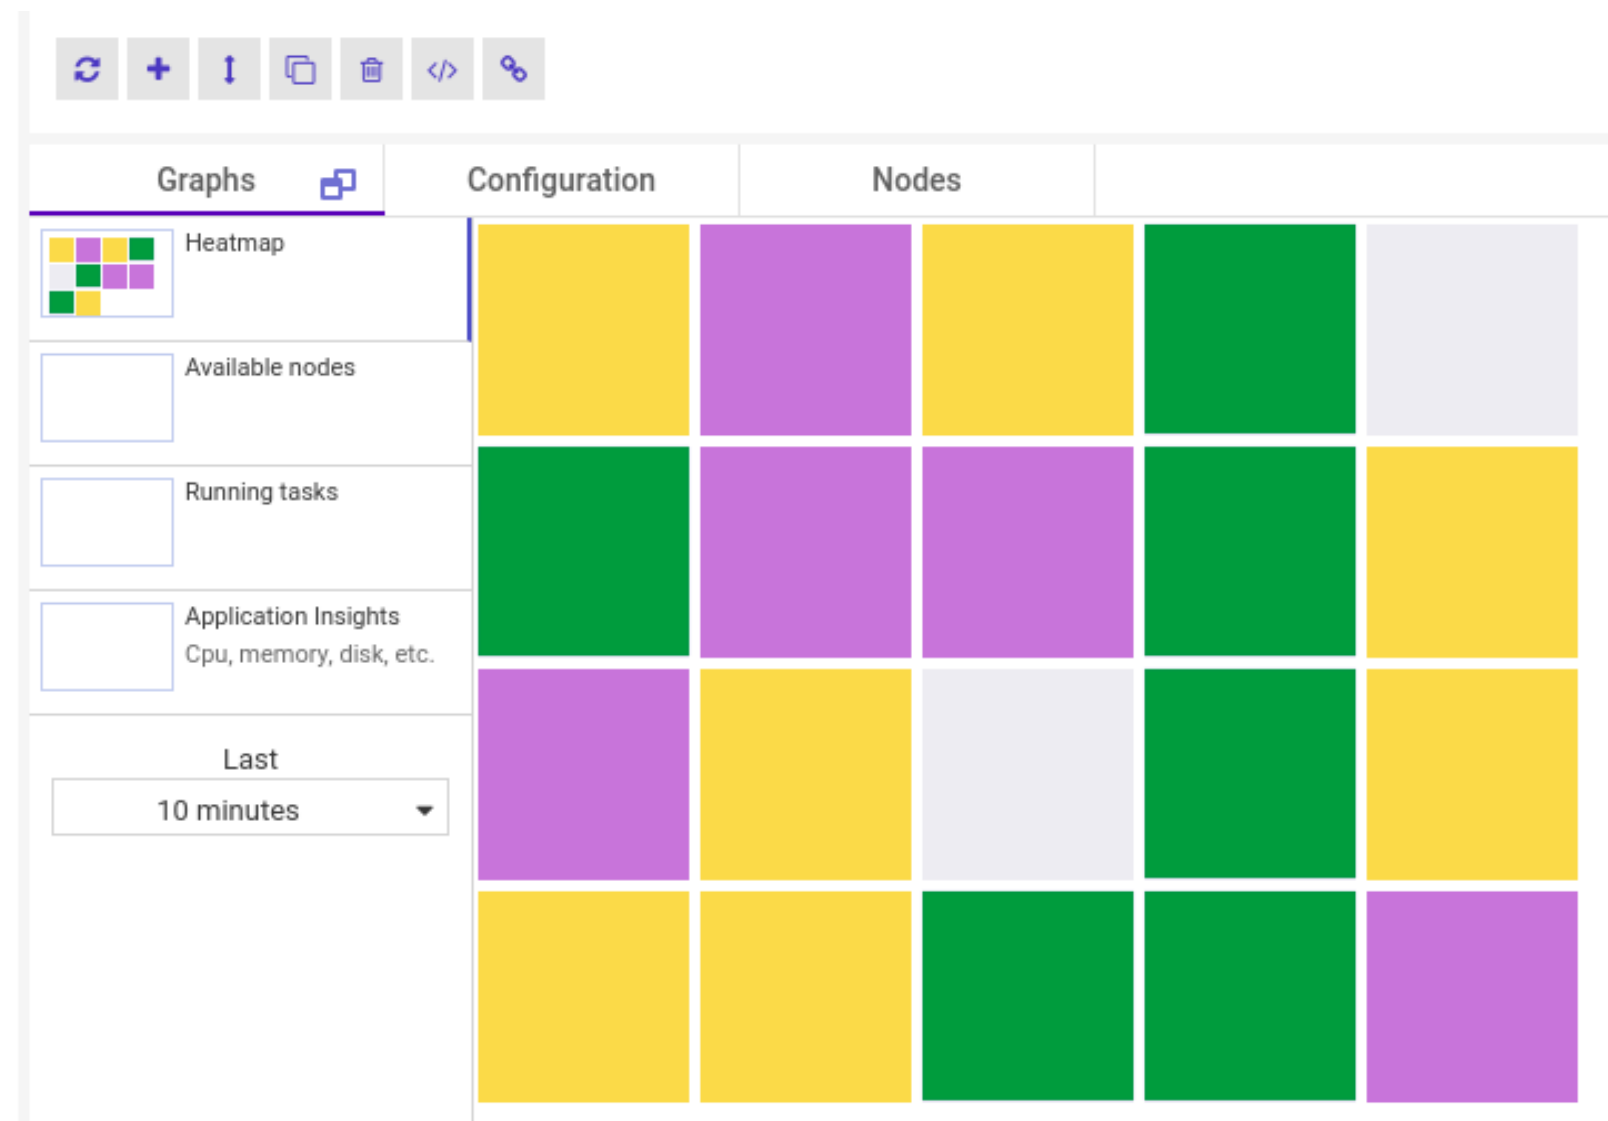 Graphs
Configuration
Nodes
Heatmap
Available nodes
Running tasks
Application Insights
Cpu, memory, disk, etc.
Last
10 minutes